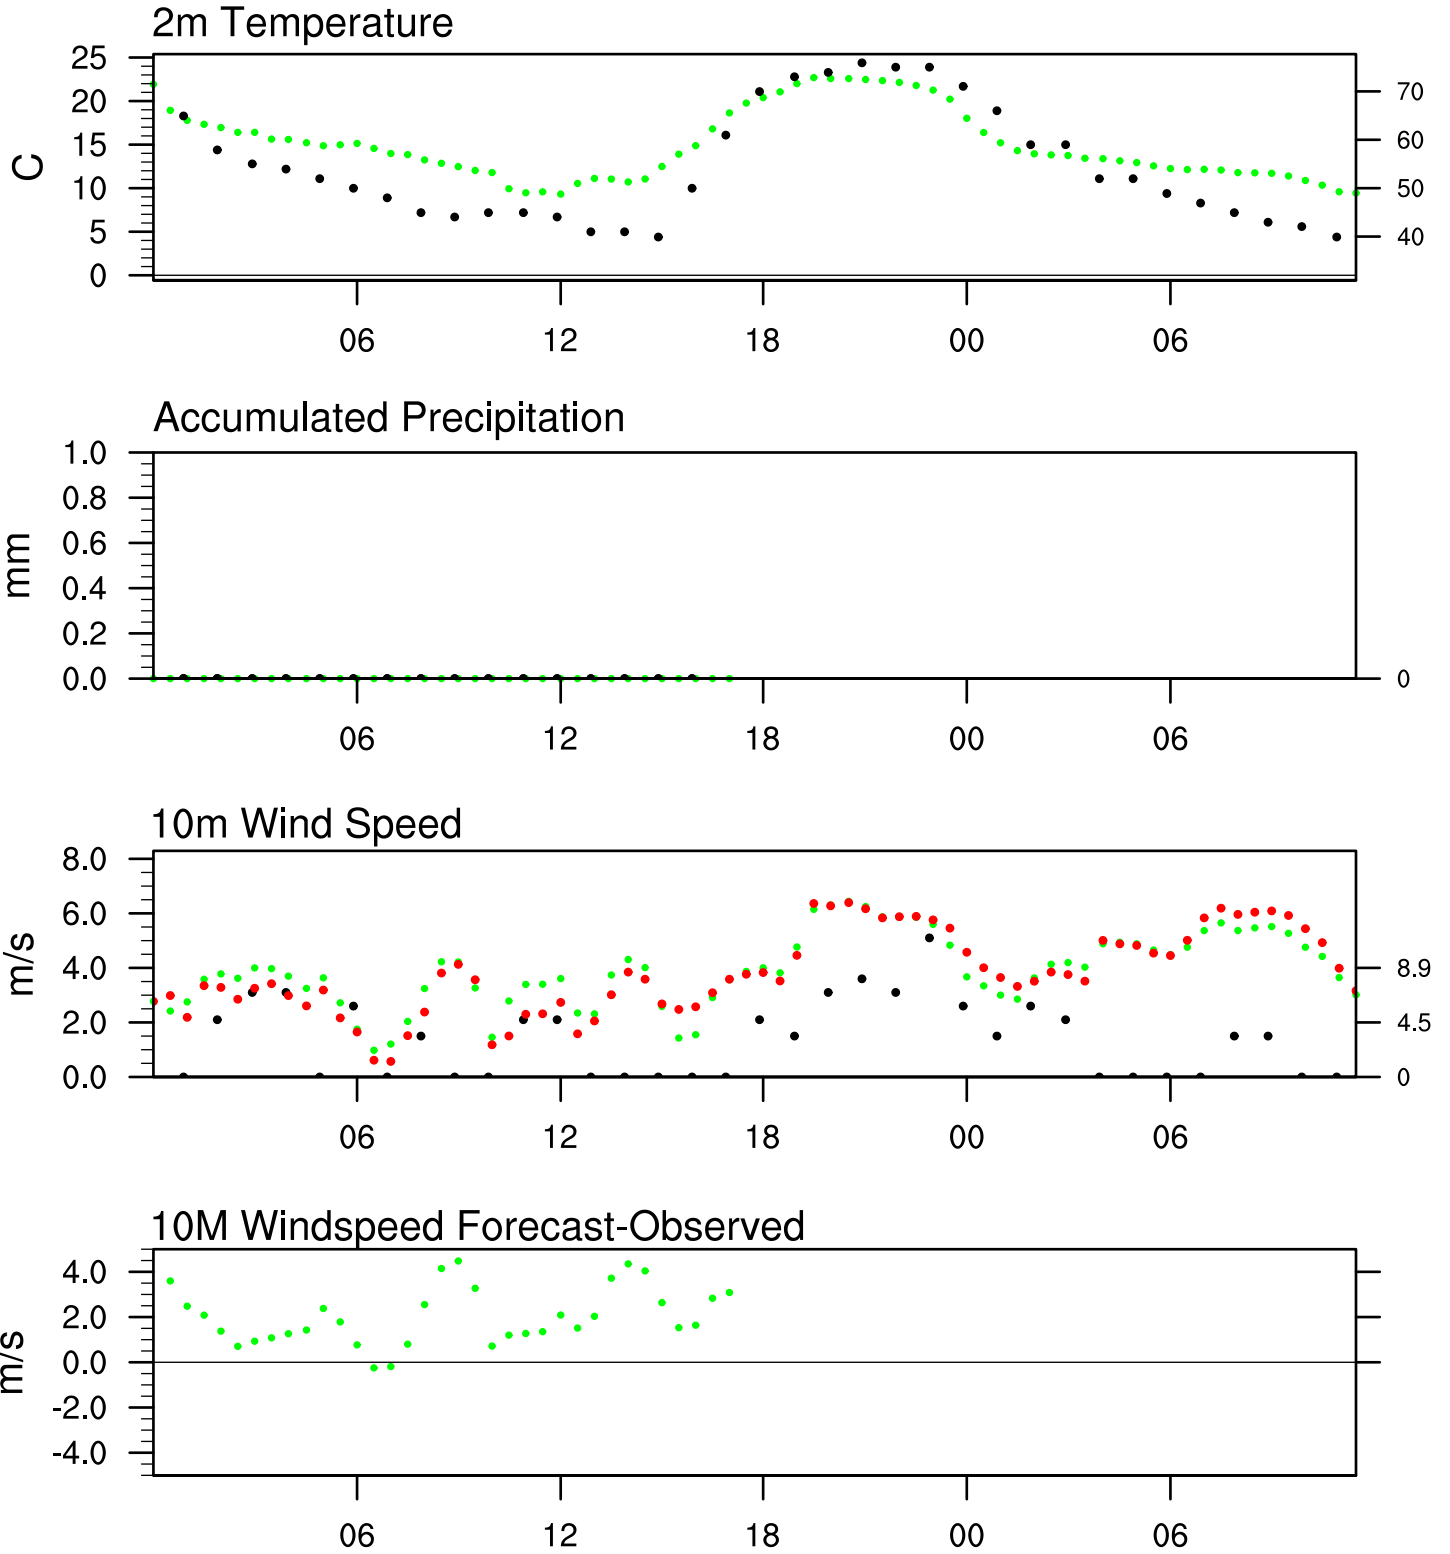 2m Temperature
25
20
15
10
5
0
C
70
60
50
40
06 12 18 00 06
Accumulated Precipitation
1.0
0.8
0.6
0.4
0.2
0.0
mm
0
06 12 18 00 06
10m Wind Speed
8.0
6.0
4.0
2.0
0.0
m/s
8.9
4.5
0
06 12 18 00 06
10M Windspeed Forecast-Observed
4.0
2.0
0.0
-2.0
-4.0
m/s
06 12 18 00 06